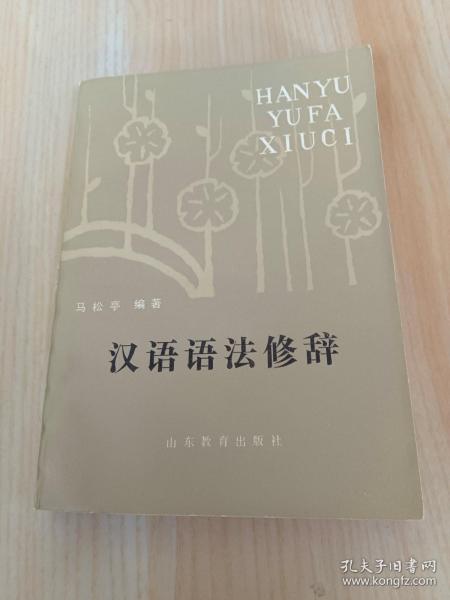 HANYU
YUFA
XIUCI
马松亭 编著
汉语语法修辞
山东教育出版社
孔夫子旧书网
www.kongfz.com